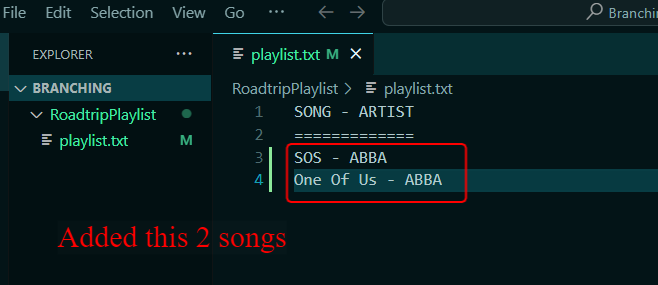 View Edit Selection View Go ... Branchin
EXPLORER ... playlist.txt M
BRANCHING
RoadtripPlaylist
playlist.txt M
RoadtripPlaylist > playlist.txt
1 SONG - ARTIST
2 =============
3 SOS - ABBA
4 One Of Us - ABBA
Added this 2 songs